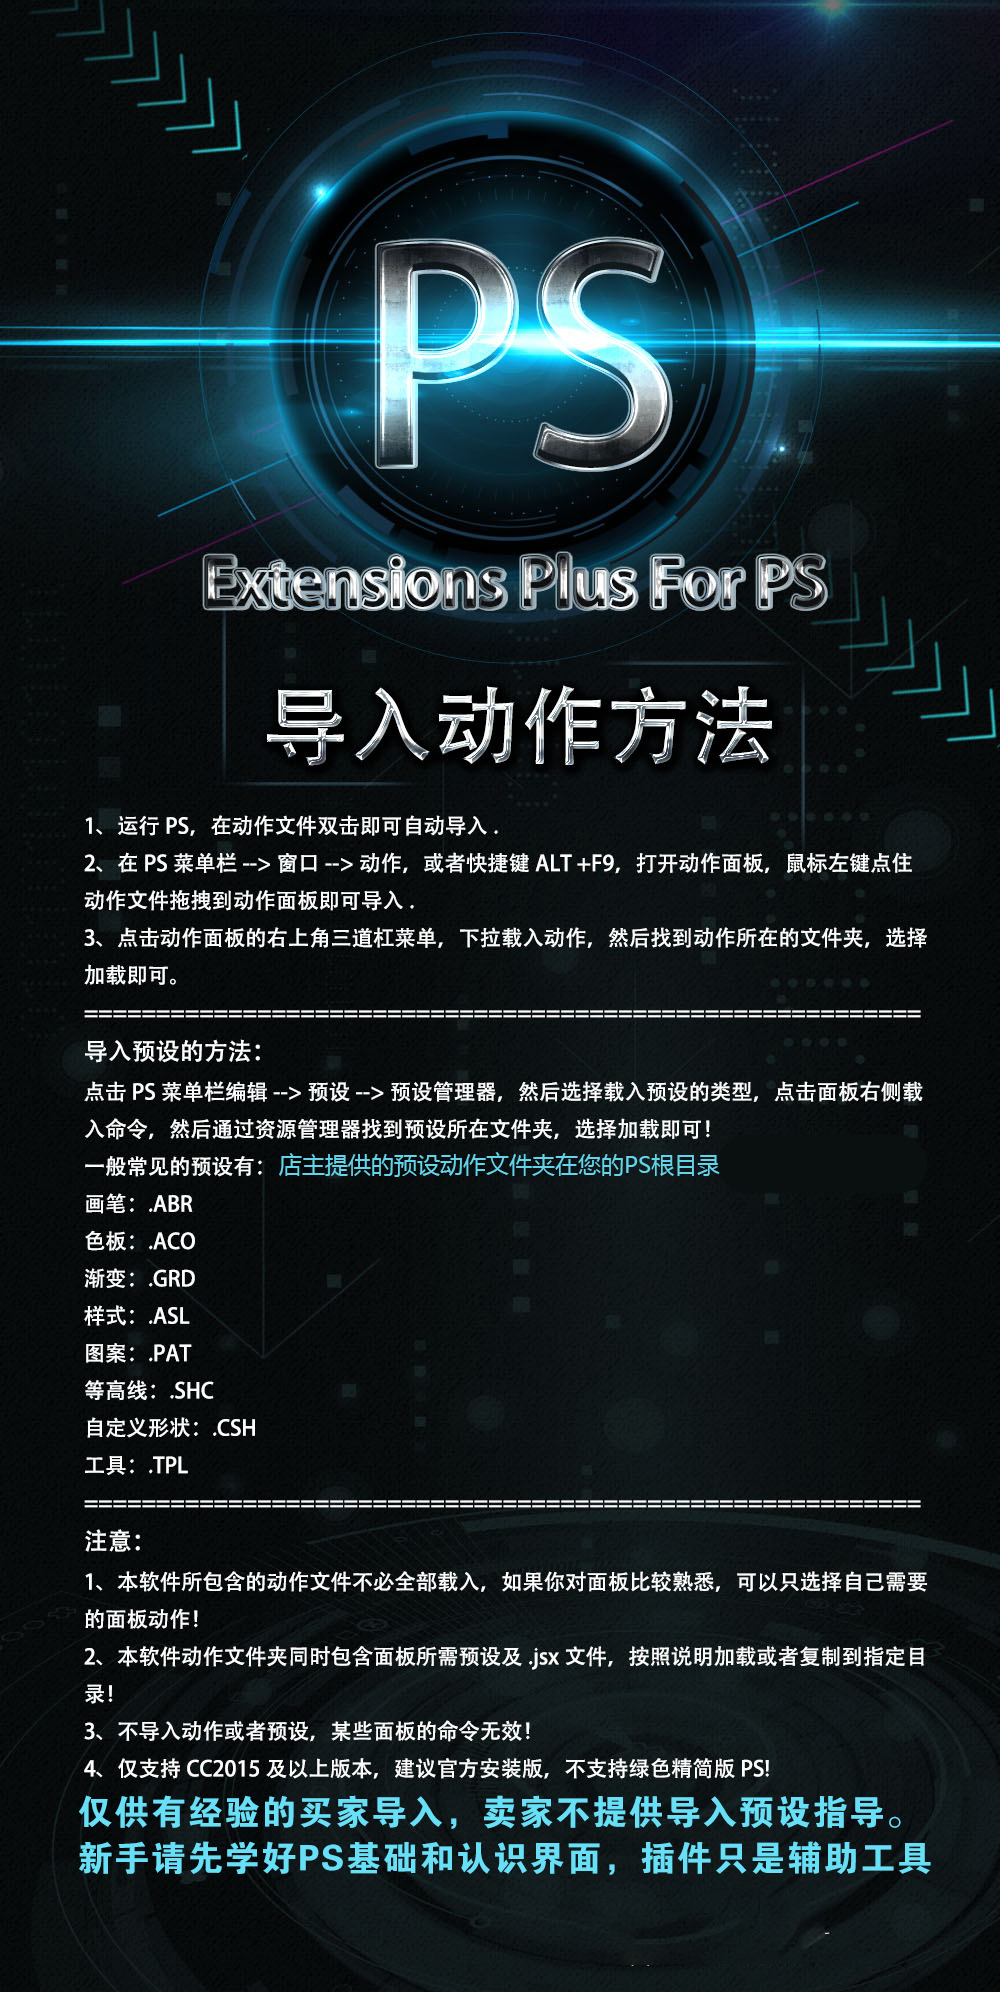 PS
Extensions Plus For PS
导入动作方法
1、运行 PS，在动作文件双击即可自动导入 .
2、在 PS 菜单栏 --> 窗口 --> 动作，或者快捷键 ALT +F9，打开动作面板，鼠标左键点住
动作文件拖拽到动作面板即可导入 .
3、点击动作面板的右上角三道杠菜单，下拉载入动作，然后找到动作所在的文件夹，选择
加载即可。
==========================================================
导入预设的方法：
点击 PS 菜单栏编辑 --> 预设 --> 预设管理器，然后选择载入预设的类型，点击面板右侧载
入命令，然后通过资源管理器找到预设所在文件夹，选择加载即可！
一般常见的预设有：店主提供的预设动作文件夹在您的PS根目录
画笔：.ABR
色板：.ACO
渐变：.GRD
样式：.ASL
图案：.PAT
等高线：.SHC
自定义形状：.CSH
工具：.TPL
==========================================================
注意：
1、本软件所包含的动作文件不必全部载入，如果你对面板比较熟悉，可以只选择自己需要
的面板动作！
2、本软件动作文件夹同时包含面板所需预设及 .jsx 文件，按照说明加载或者复制到指定目
录！
3、不导入动作或者预设，某些面板的命令无效！
4、仅支持 CC2015 及以上版本，建议官方安装版，不支持绿色精简版 PS!
仅供有经验的买家导入，卖家不提供导入预设指导。
新手请先学好PS基础和认识界面，插件只是辅助工具